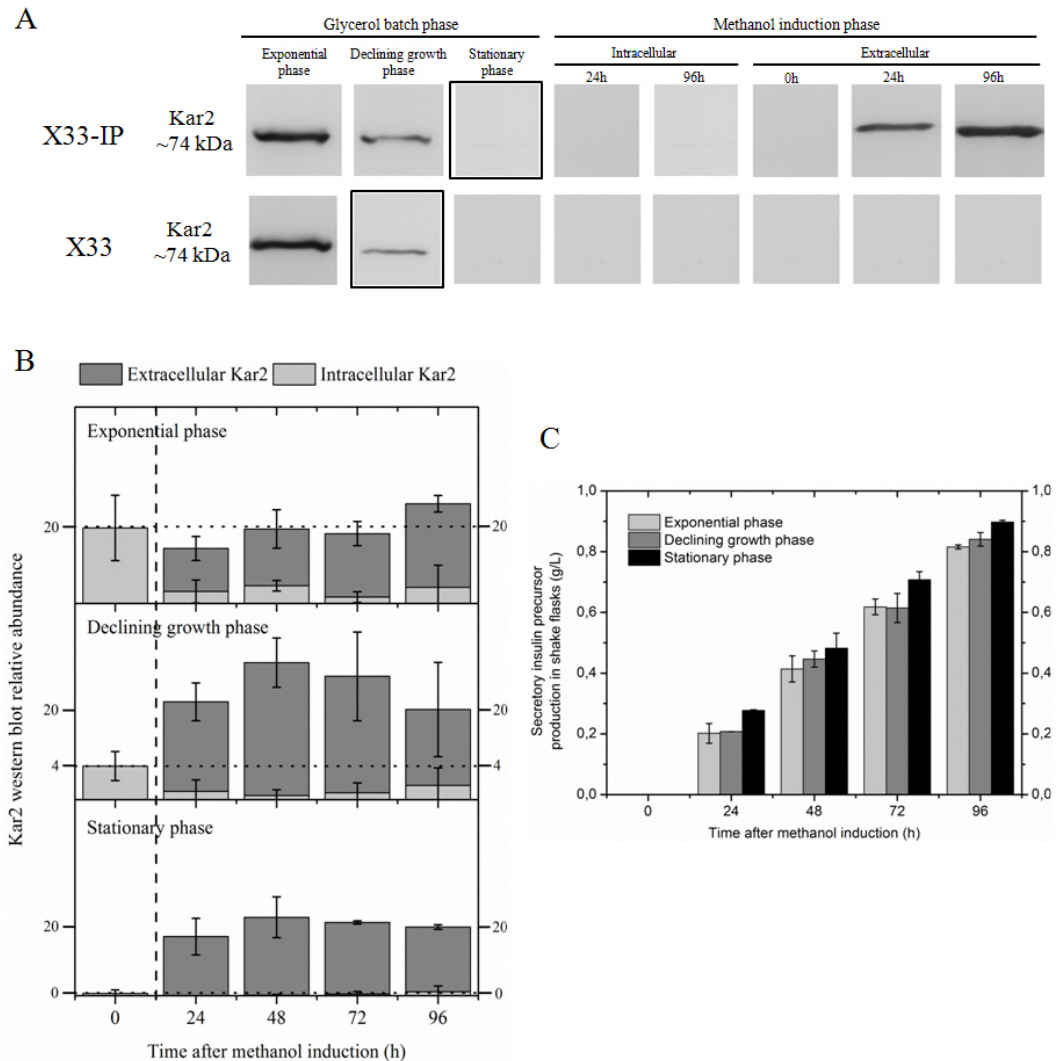 A
Glycerol batch phase
Methanol induction phase
Exponential phase
Declining growth phase
Stationary phase
Intracellular
Extracellular
24h
96h
0h
24h
96h
X33-IP
Kar2
~74 kDa
X33
Kar2
~74 kDa
B
Extracellular Kar2
Intracellular Kar2
Kar2 western blot relative abundance
Exponential phase
20
20
Declining growth phase
20
20
4
4
Stationary phase
20
20
0
0
0
24
48
72
96
Time after methanol induction (h)
C
Secretory insulin precursor
production in shake flasks (g/L)
1,0
1,0
0,8
0,8
0,6
0,6
0,4
0,4
0,2
0,2
0,0
0,0
Exponential phase
Declining growth phase
Stationary phase
0
24
48
72
96
Time after methanol induction (h)